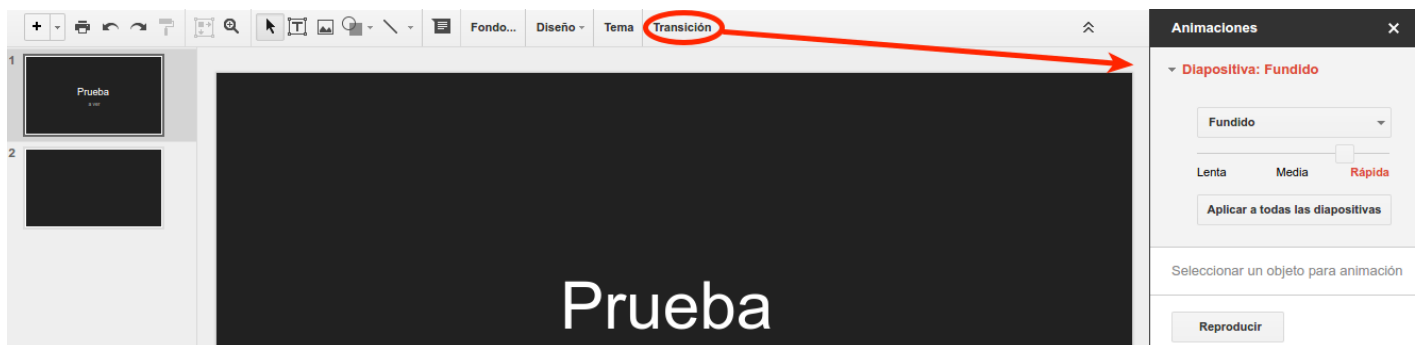 Fondo... Diseño Tema Transición
Animaciones
1
Prueba
a ver
2
Prueba
Diapositiva: Fundido
Fundido
Lenta Media Rápida
Aplicar a todas las diapositivas
Seleccionar un objeto para animación
Reproducir